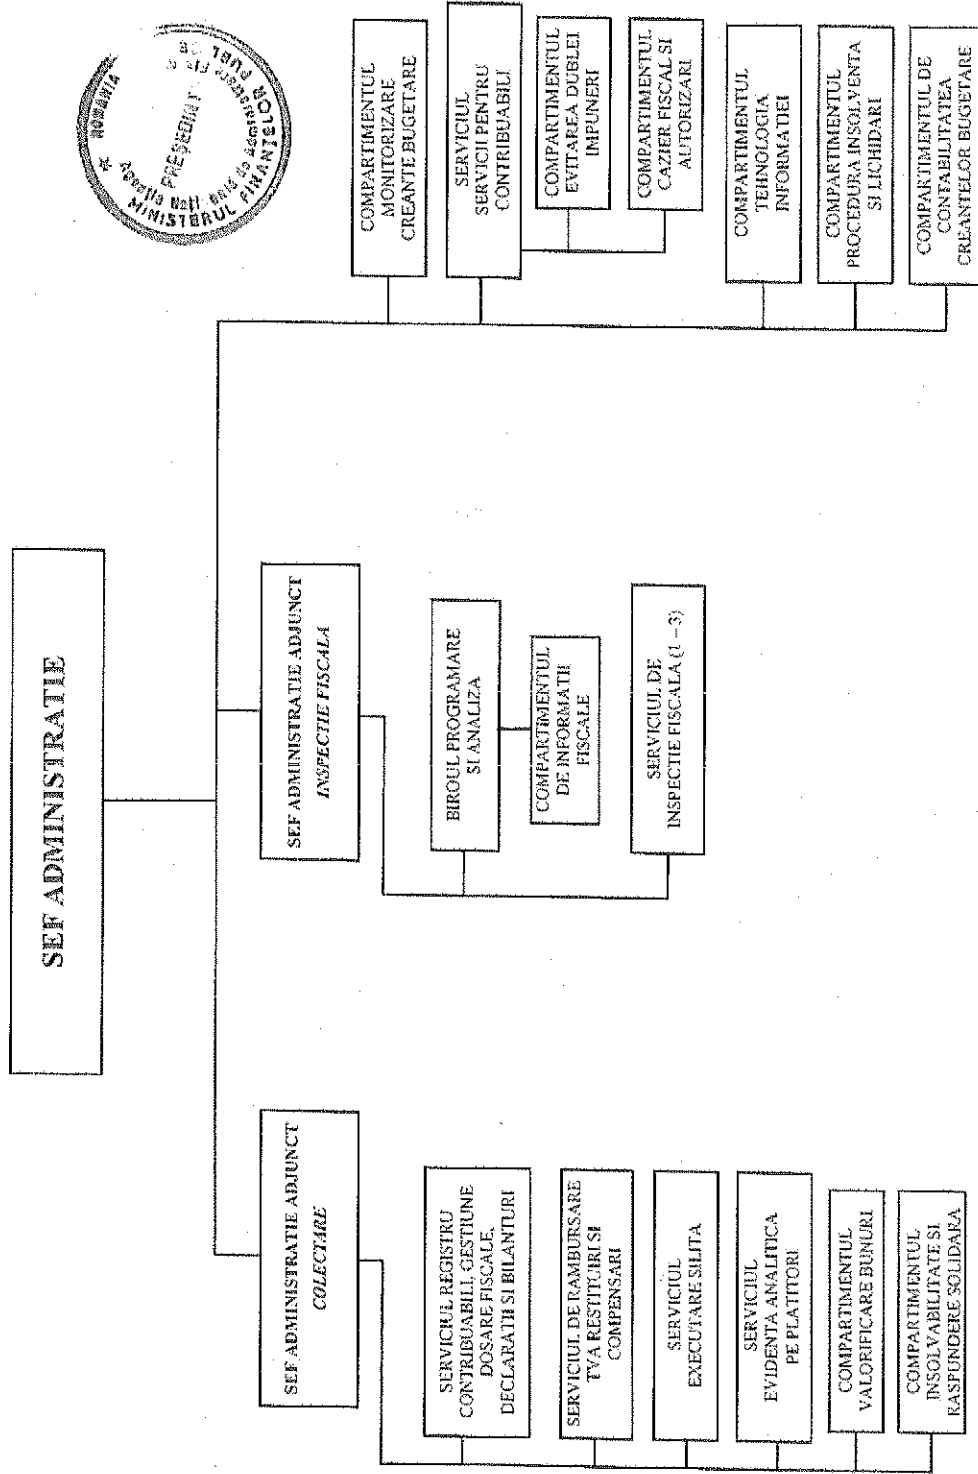 SEF ADMINISTRATIE
SEF ADMINISTRATIE ADJUNCT
COLECTARE
SERVICIUL REGISTRU
CONTRIBUABILI, GESTIUNE
DOSARE FISCALE,
DECLARATII SI BILANTURI
SERVICIUL DE RAMBURSARE
TVA RESTITUIRI SI
COMPENSARI
SERVICIUL
EXECUTARE SILITA
SERVICIUL
EVIDENTA ANALITICA
PE PLATITORI
COMPARTIMENTUL
VALORIFICARE BUNURI
COMPARTIMENTUL
INSOLVABILITATE SI
RASPUNDERE SOLIDARA
SEF ADMINISTRATIE ADJUNCT
INSPECTIE FISCALA
BIROUL PROGRAMARE
SI ANALIZA
COMPARTIMENTUL
DE INFORMATII
FISCALE
SERVICIUL DE
INSPECTIE FISCALA (1 – 3)
COMPARTIMENTUL
MONITORIZARE
CREANTE BUGETARE
SERVICIUL
SERVICII PENTRU
CONTRIBUABILI
COMPARTIMENTUL
EVITAREA DUBLEI
IMPUNERI
COMPARTIMENTUL
CAZIER FISCAL SI
AUTORIZARI
COMPARTIMENTUL
TEHNOLOGIA
INFORMATIEI
COMPARTIMENTUL
PROCEDURA INSOLVENTA
SI LICHIDARI
COMPARTIMENTUL DE
CONTABILITATEA
CREANTELOR BUGETARE
ROMANIA
MINISTERUL FINANTELOR PUBL
PREŞEDINT